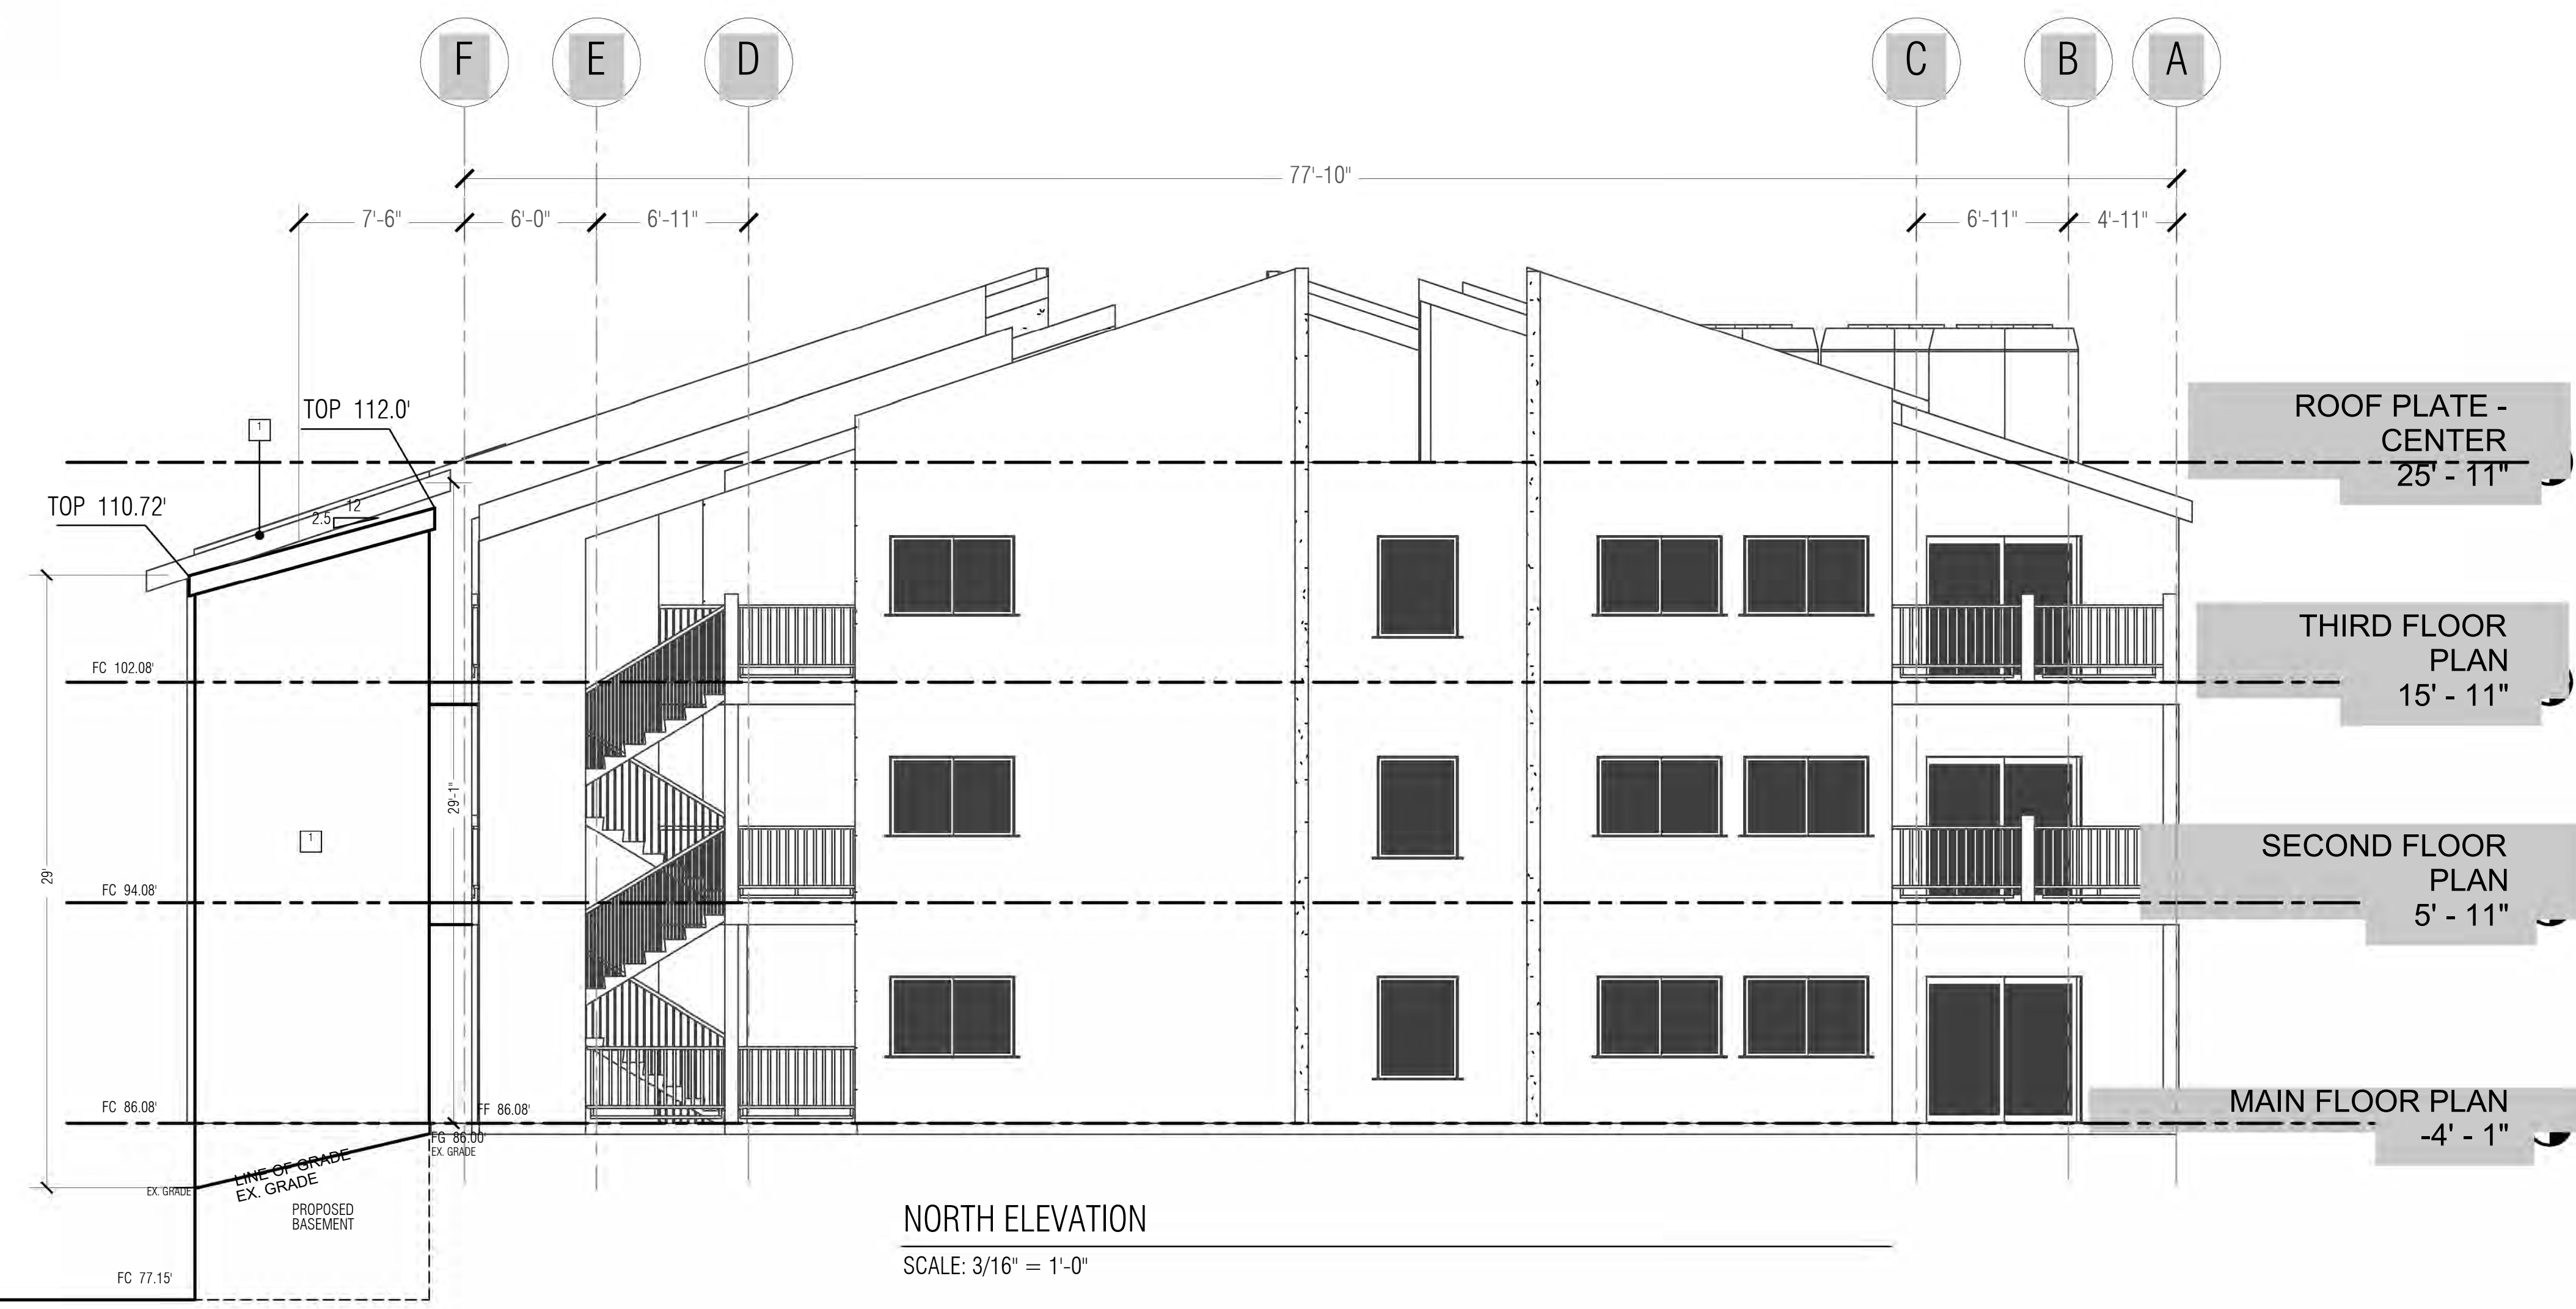 F
E
D
C
B
A
77'-10"
7'-6"
6'-0"
6'-11"
6'-11"
4'-11"
TOP 112.0'
1
ROOF PLATE -
CENTER
25' - 11"
TOP 110.72'
12
2.5
THIRD FLOOR
PLAN
15' - 11"
FC 102.08'
29'-1"
1
SECOND FLOOR
PLAN
5' - 11"
29'
FC 94.08'
MAIN FLOOR PLAN
-4' - 1"
FC 86.08'
FF 86.08'
FG 86.00'
EX. GRADE
LINE OF GRADE
EX. GRADE
EX. GRADE
PROPOSED
BASEMENT
FC 77.15'
NORTH ELEVATION
SCALE: 3/16" = 1'-0"